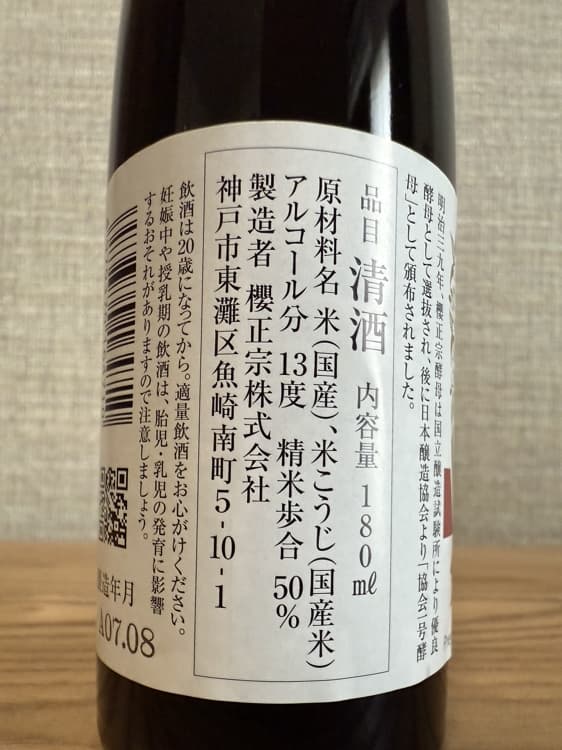 明治三九年、櫻正宗酵母は国立醸造試験所により優良
酵母として選抜され、後に日本醸造協会より「協会一号酵
母」として頒布されました。
品目 清酒 内容量 180㎖
原材料名 米(国産)、米こうじ(国産米)
アルコール分 13度 精米歩合 50%
製造者 櫻正宗株式会社
神戸市東灘区魚崎南町5-10-1
飲酒は20歳になってから。適量飲酒をお心がけください。
妊娠中や授乳期の飲酒は、胎児・乳児の発育に影響
するおそれがありますので注意しましょう。
造年月
A07.08